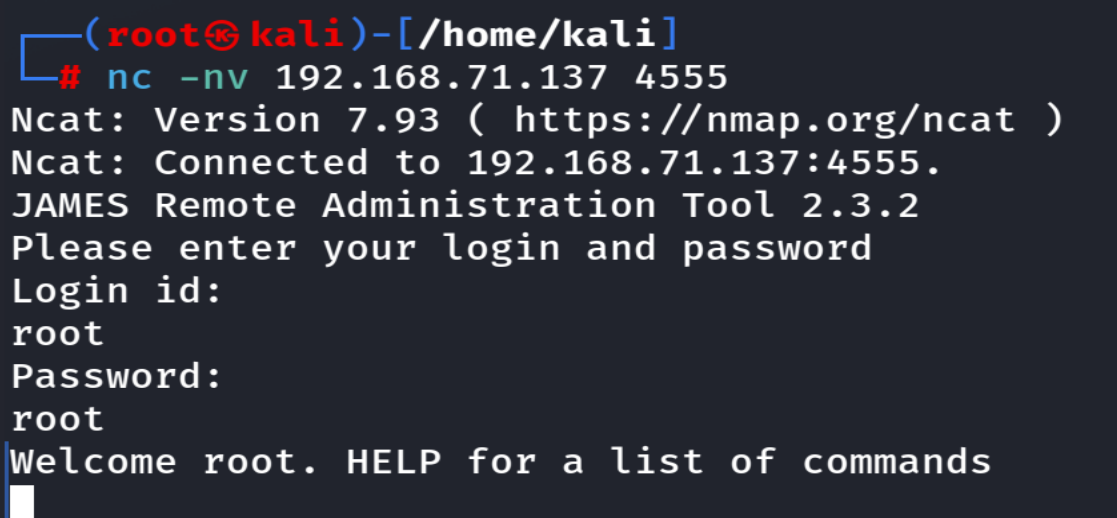 ┌──(root㉿kali)-[/home/kali]
└─# nc -nv 192.168.71.137 4555
Ncat: Version 7.93 ( https://nmap.org/ncat )
Ncat: Connected to 192.168.71.137:4555.
JAMES Remote Administration Tool 2.3.2
Please enter your login and password
Login id:
root
Password:
root
Welcome root. HELP for a list of commands